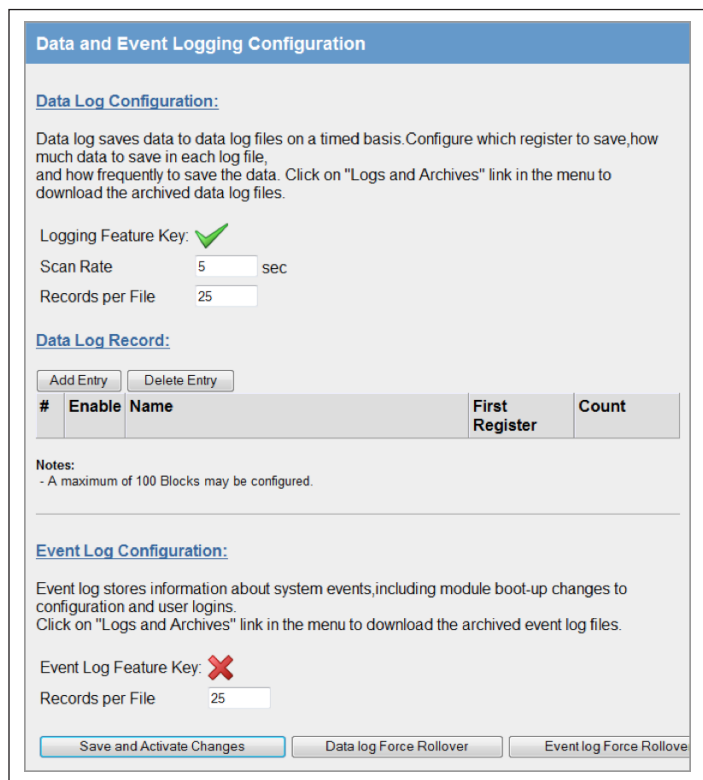 Data and Event Logging Configuration
Data Log Configuration:
Data log saves data to data log files on a timed basis.Configure which register to save,how
much data to save in each log file,
and how frequently to save the data. Click on "Logs and Archives" link in the menu to
download the archived data log files.
Logging Feature Key:
Scan Rate 5 sec
Records per File 25
Data Log Record:
Add Entry Delete Entry
# Enable Name First Register Count
Notes:
- A maximum of 100 Blocks may be configured.
Event Log Configuration:
Event log stores information about system events,including module boot-up changes to
configuration and user logins.
Click on "Logs and Archives" link in the menu to download the archived event log files.
Event Log Feature Key:
Records per File 25
Save and Activate Changes Data log Force Rollover Event log Force Rollove